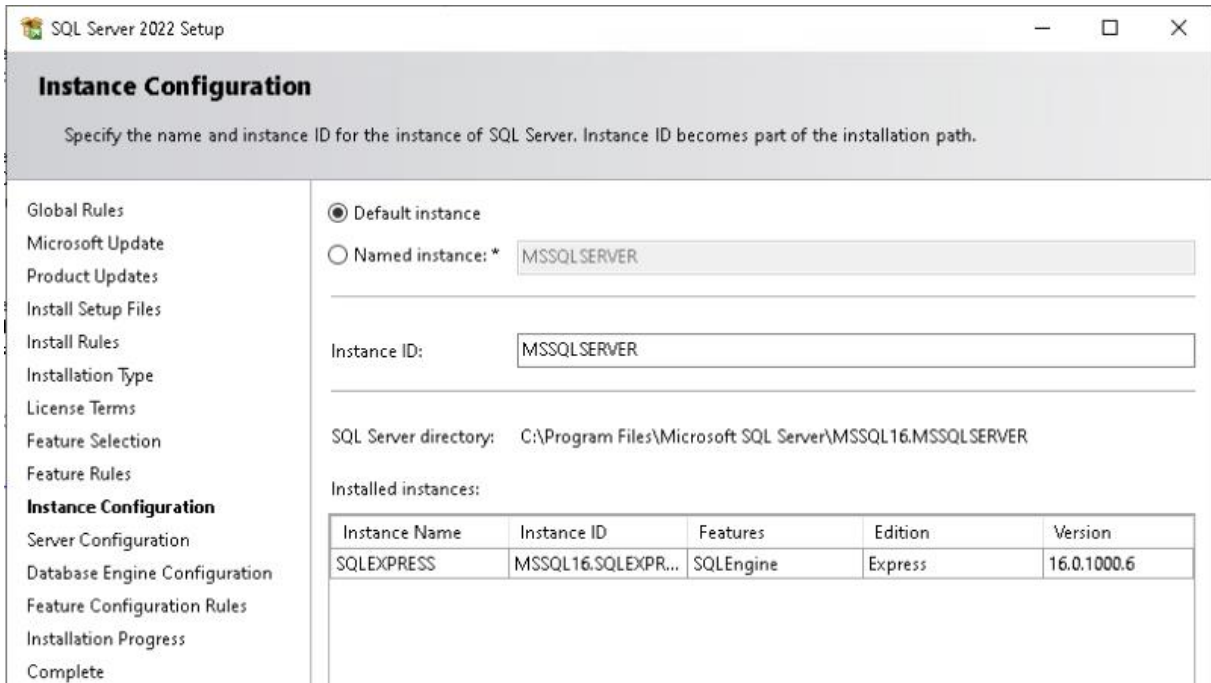 SQL Server 2022 Setup
Instance Configuration
Specify the name and instance ID for the instance of SQL Server. Instance ID becomes part of the installation path.
Global Rules
Microsoft Update
Product Updates
Install Setup Files
Install Rules
Installation Type
License Terms
Feature Selection
Feature Rules
Instance Configuration
Server Configuration
Database Engine Configuration
Feature Configuration Rules
Installation Progress
Complete
Default instance
Named instance: * MSSQLSERVER
Instance ID: MSSQLSERVER
SQL Server directory: C:\Program Files\Microsoft SQL Server\MSSQL16.MSSQLSERVER
Installed instances:
Instance Name Instance ID Features Edition Version
SQLEXPRESS MSSQL16.SQLEXPR... SQLEngine Express 16.0.1000.6